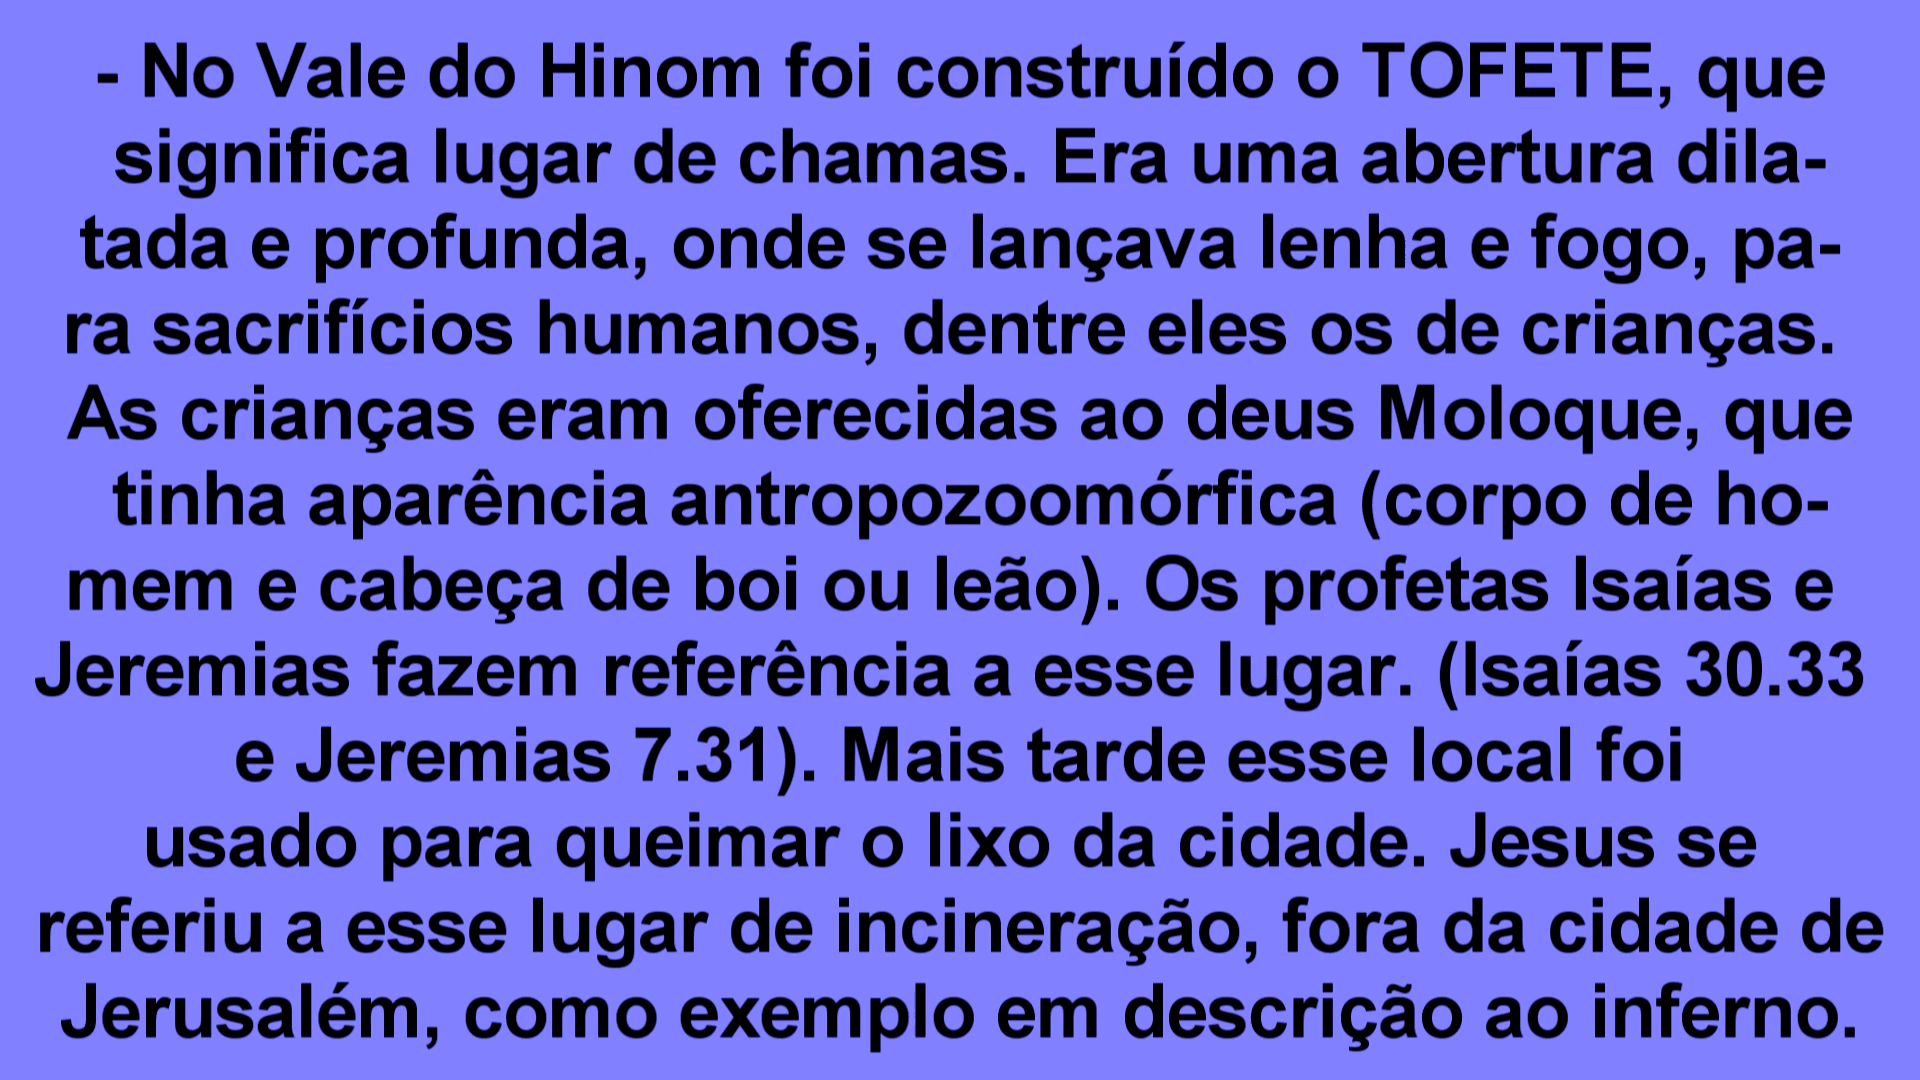 - No Vale do Hinom foi construído o TOFETE, que
significa lugar de chamas. Era uma abertura dila-
tada e profunda, onde se lançava lenha e fogo, pa-
ra sacrifícios humanos, dentre eles os de crianças.
As crianças eram oferecidas ao deus Moloque, que
tinha aparência antropozoomórfica (corpo de ho-
mem e cabeça de boi ou leão). Os profetas Isaías e
Jeremias fazem referência a esse lugar. (Isaías 30.33
e Jeremias 7.31). Mais tarde esse local foi
usado para queimar o lixo da cidade. Jesus se
referiu a esse lugar de incineração, fora da cidade de
Jerusalém, como exemplo em descrição ao inferno.